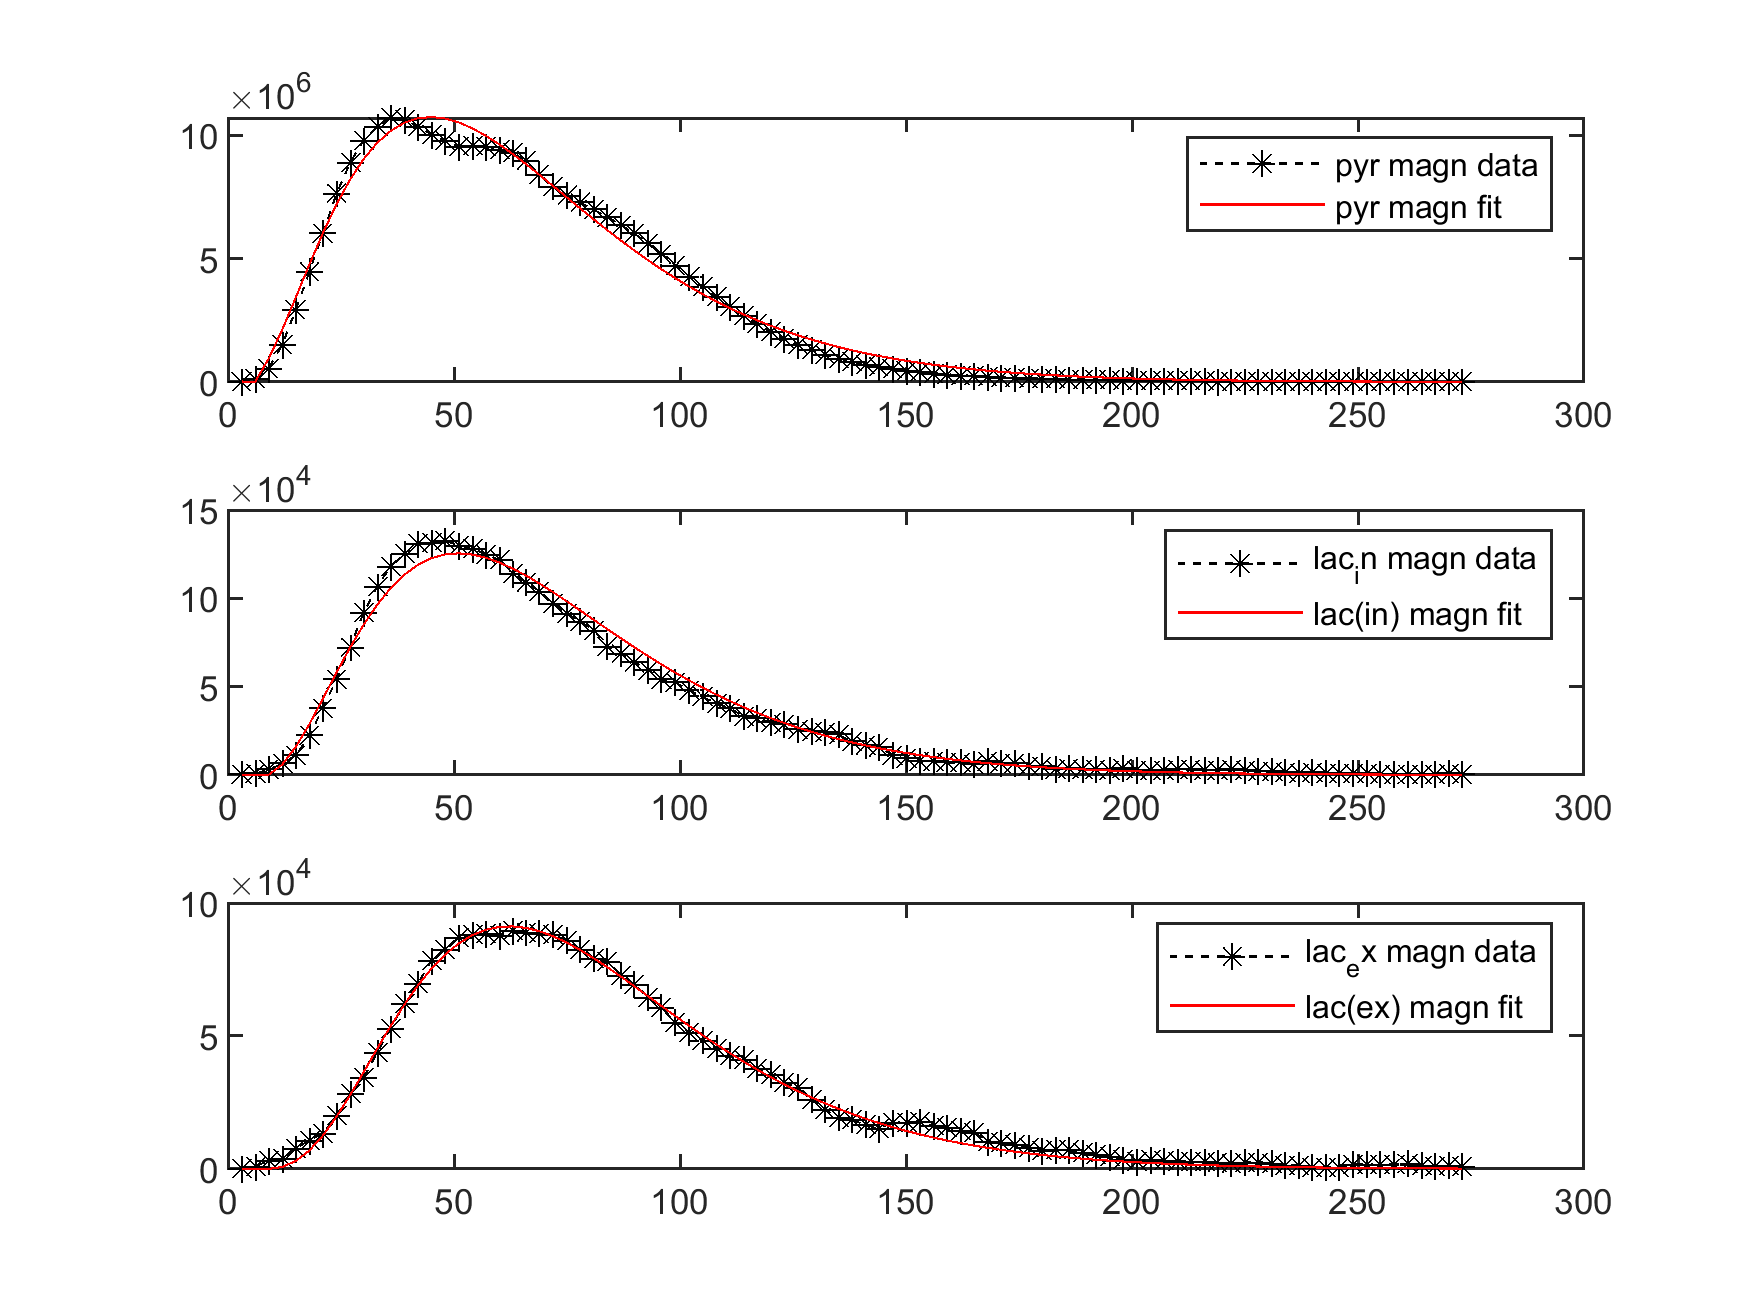 ×10^6
10
5
0
0 50 100 150 200 250 300
pyr magn data
pyr magn fit
×10^4
15
10
5
0
0 50 100 150 200 250 300
lac_in magn data
lac(in) magn fit
×10^4
10
5
0
0 50 100 150 200 250 300
lac_ex magn data
lac(ex) magn fit